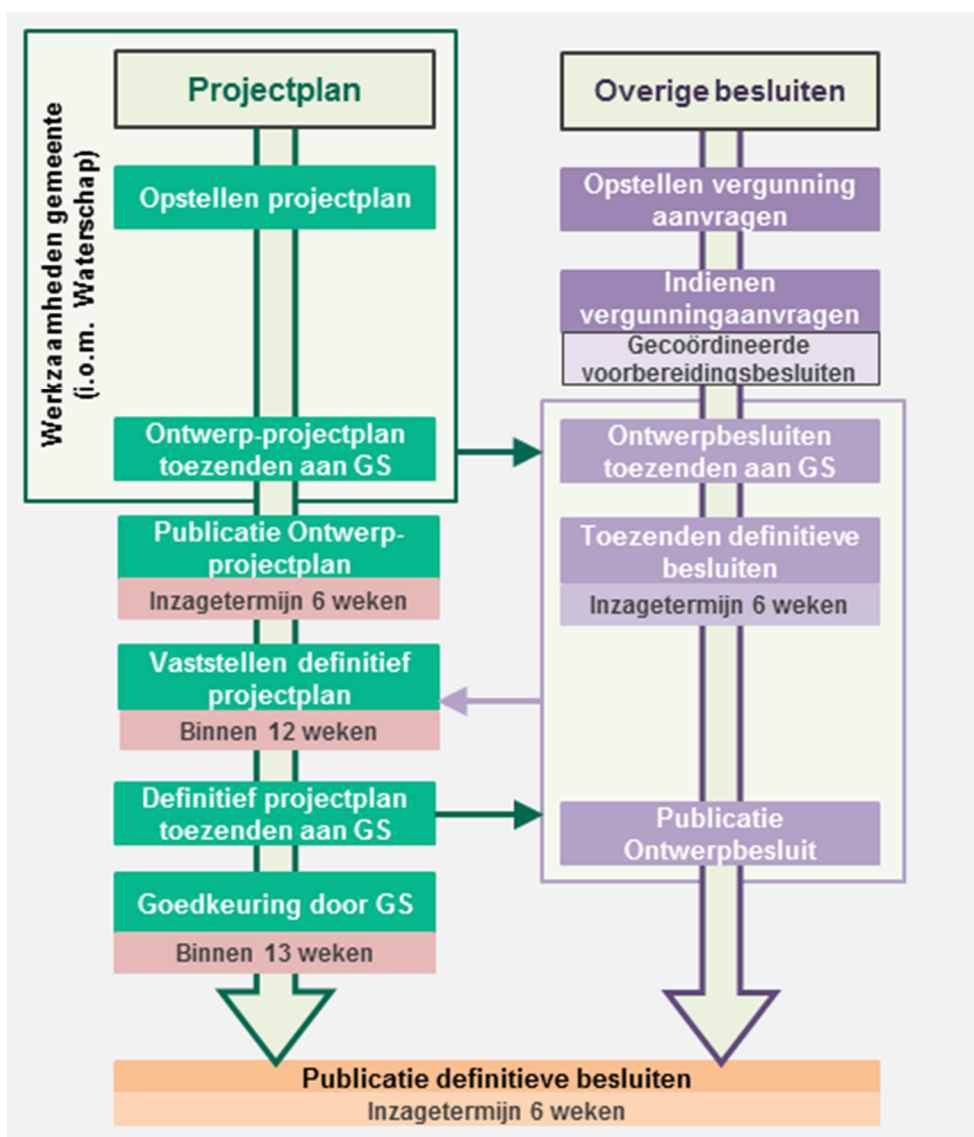 Werkzaamheden gemeente
(i.o.m. Waterschap)
Projectplan
Opstellen projectplan
Ontwerp-projectplan
toezenden aan GS
Publicatie Ontwerp-
projectplan
Inzagetermijn 6 weken
Vaststellen definitief
projectplan
Binnen 12 weken
Definitief projectplan
toezenden aan GS
Goedkeuring door GS
Binnen 13 weken
Overige besluiten
Opstellen vergunning
aanvragen
Indienen
vergunningaanvragen
Gecoördineerde
voorbereidingsbesluiten
Ontwerpbesluiten
toezenden aan GS
Toezenden definitieve
besluiten
Inzagetermijn 6 weken
Publicatie
Ontwerpbesluit
Publicatie definitieve besluiten
Inzagetermijn 6 weken